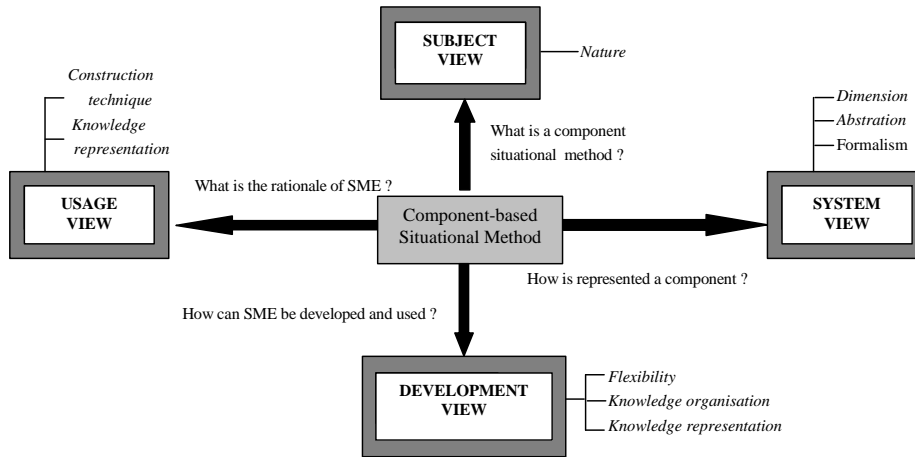 SUBJECT
VIEW
Nature
Construction
technique
Knowledge
representation
Dimension
Abstration
Formalism
What is a component
situational method ?
What is the rationale of SME ?
USAGE
VIEW
Component-based
Situational Method
SYSTEM
VIEW
How is represented a component ?
How can SME be developed and used ?
DEVELOPMENT
VIEW
Flexibility
Knowledge organisation
Knowledge representation